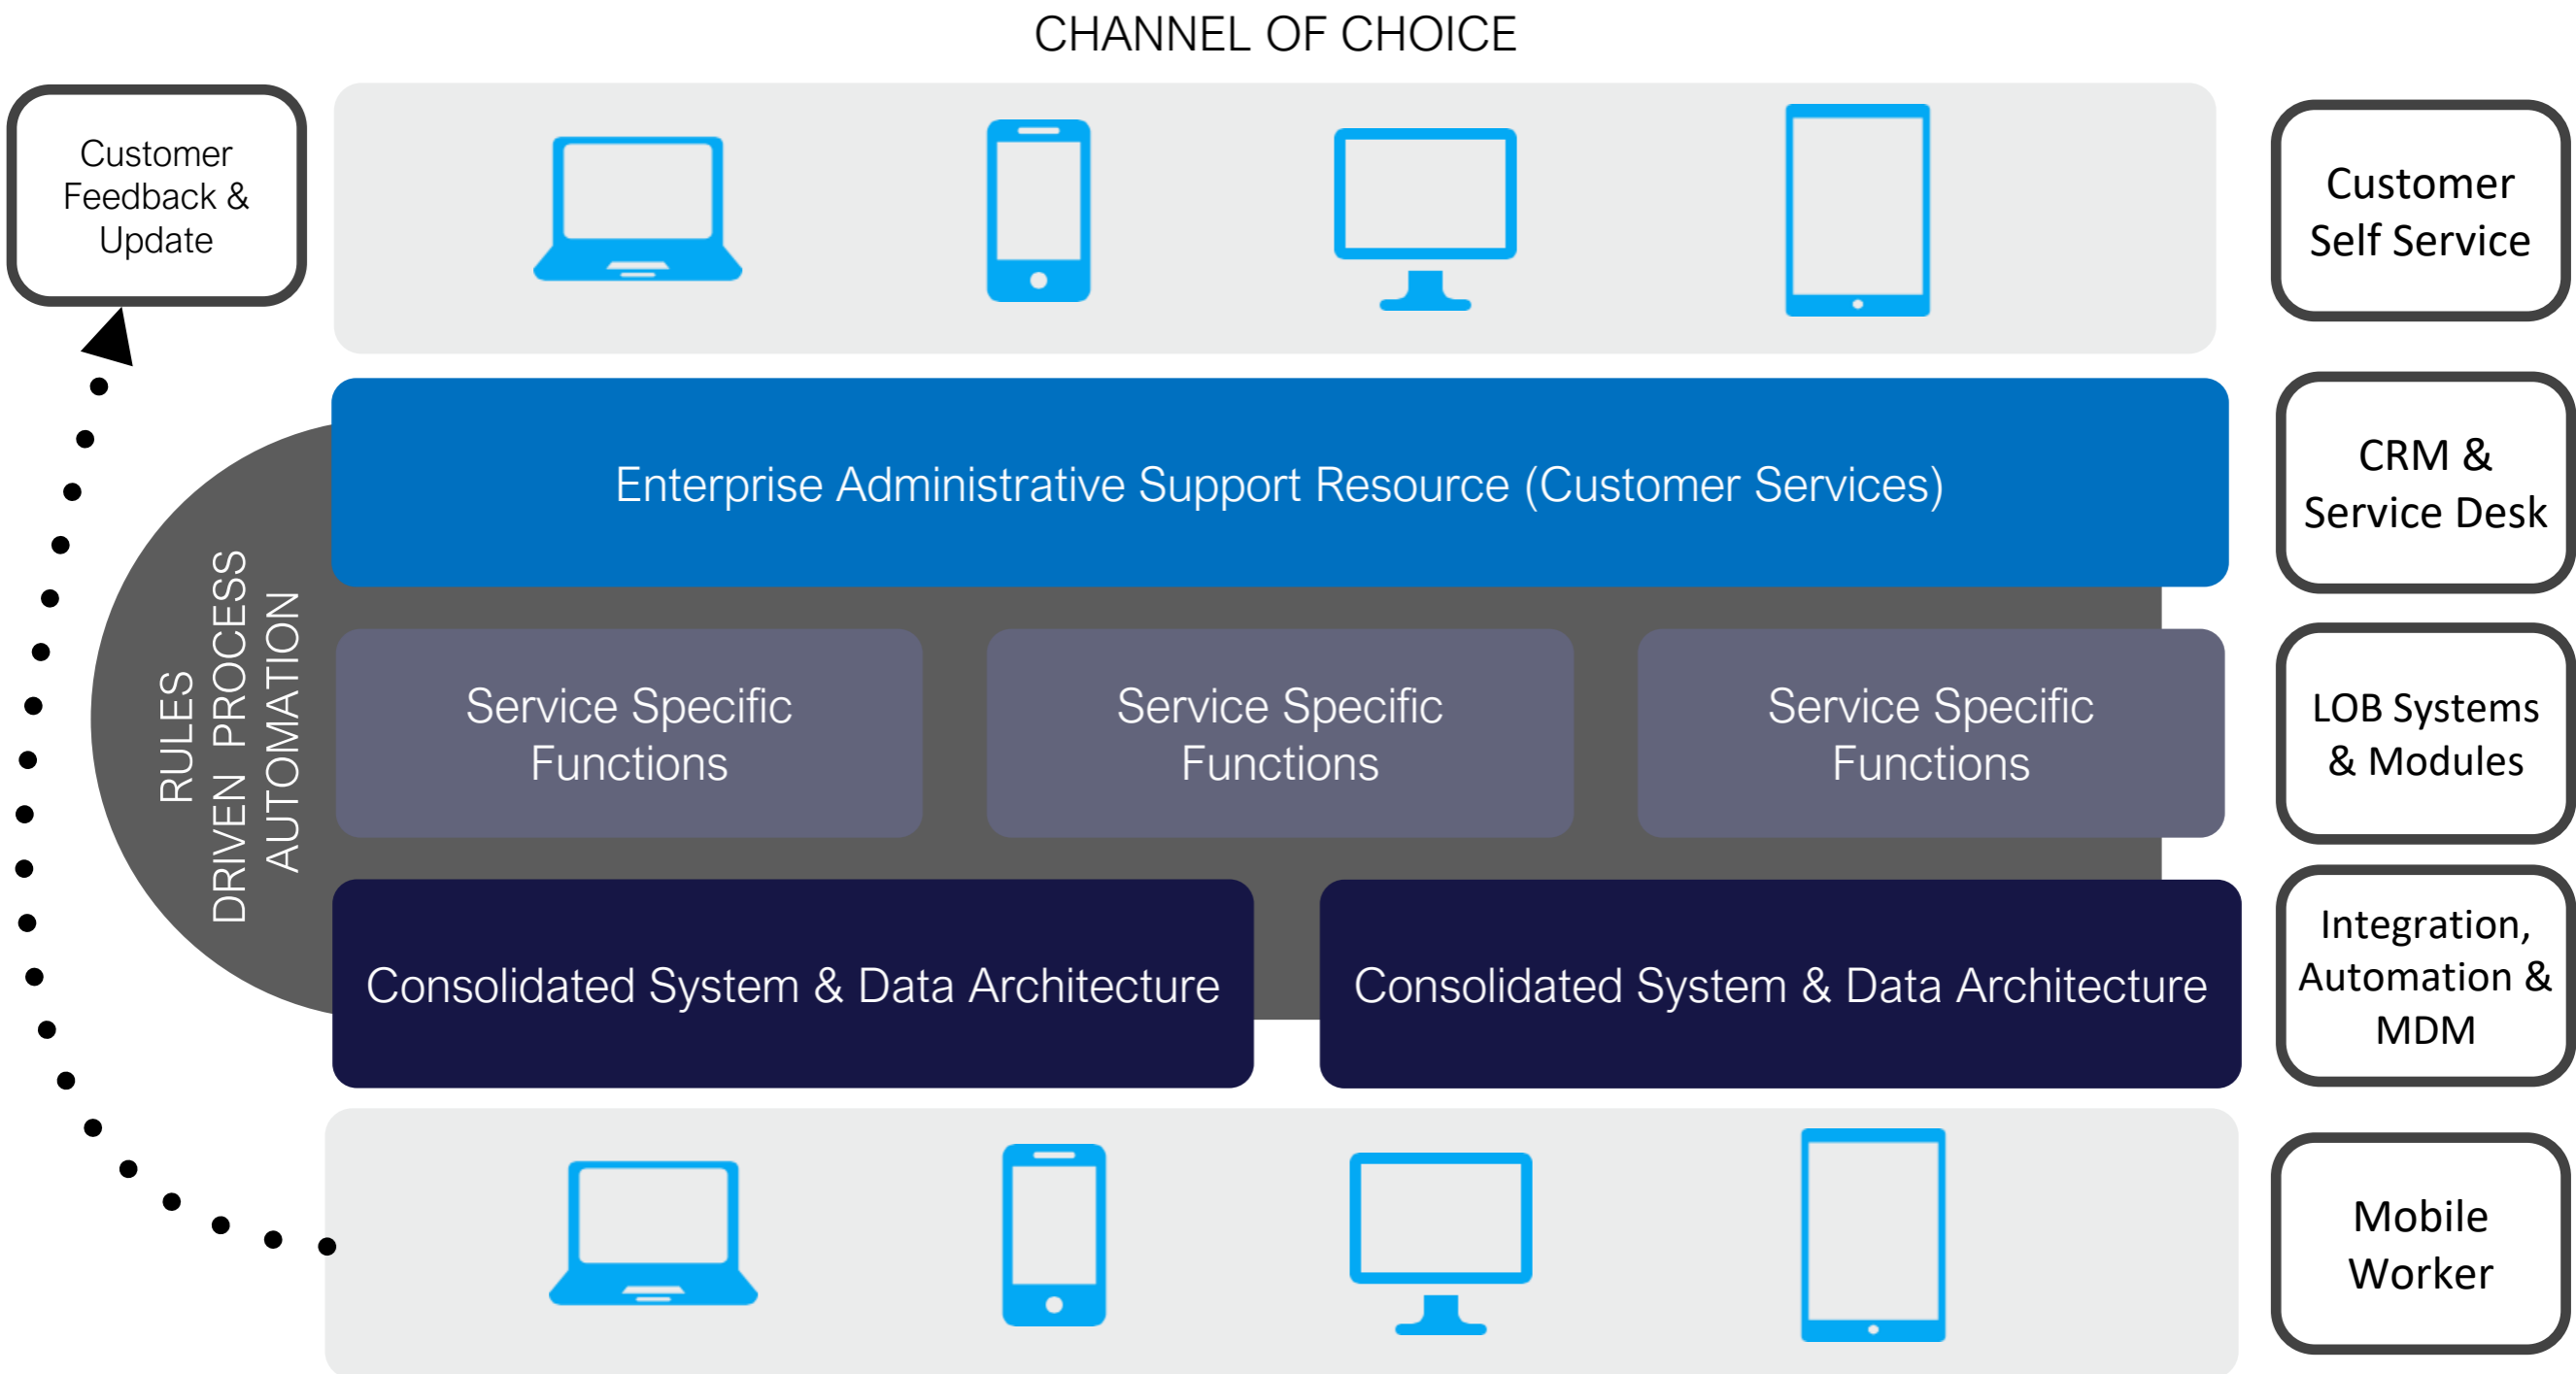 CHANNEL OF CHOICE
Customer
Feedback &
Update
Customer
Self Service
Enterprise Administrative Support Resource (Customer Services)
CRM &
Service Desk
RULES
DRIVEN PROCESS
AUTOMATION
Service Specific
Functions
Service Specific
Functions
Service Specific
Functions
LOB Systems
& Modules
Consolidated System & Data Architecture
Consolidated System & Data Architecture
Integration,
Automation &
MDM
Mobile
Worker